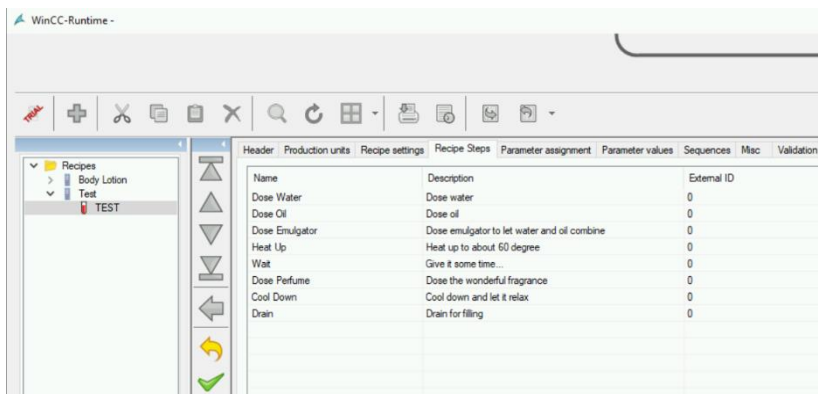 WinCC-Runtime -
TRIAL
Header Production units Recipe settings Recipe Steps Parameter assignment Parameter values Sequences Misc Validation
Recipes
Body Lotion
Test
TEST
Name Description External ID
Dose Water Dose water 0
Dose Oil Dose oil 0
Dose Emulgator Dose emulgator to let water and oil combine 0
Heat Up Heat up to about 60 degree 0
Wait Give it some time... 0
Dose Perfume Dose the wonderful fragrance 0
Cool Down Cool down and let it relax 0
Drain Drain for filling 0